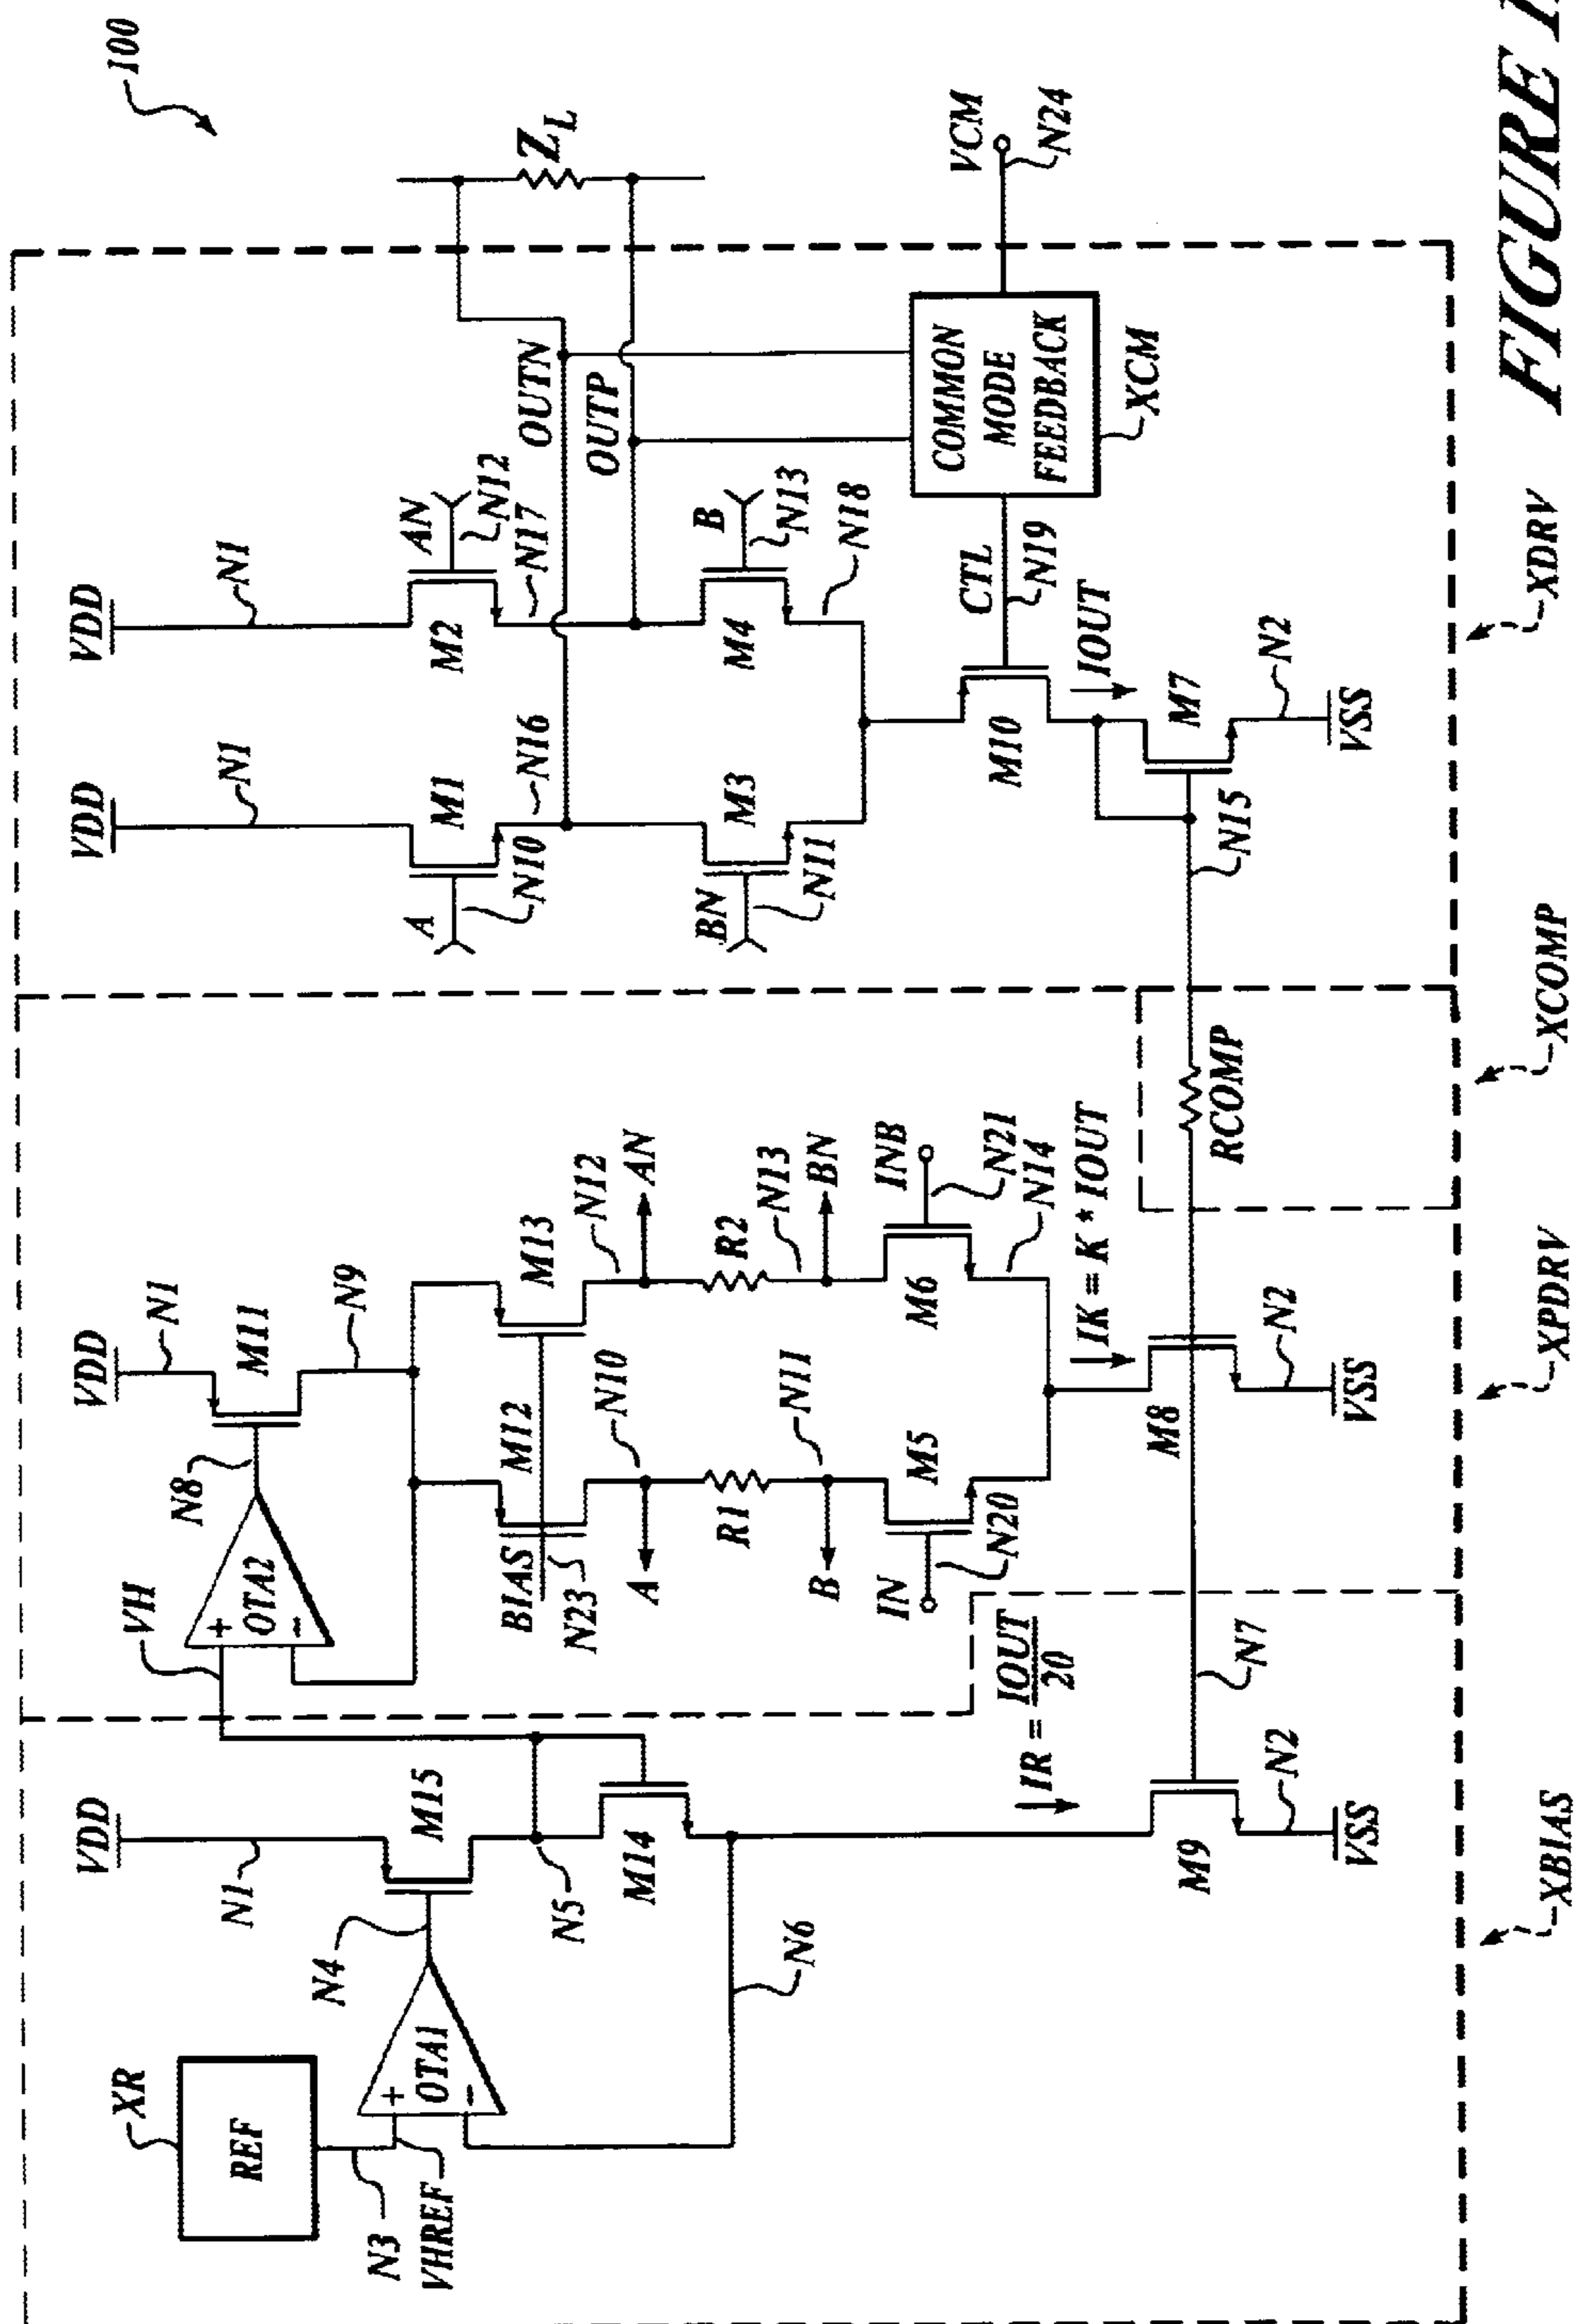 100
XR
REF
N3
VHREF
+
OTA1
-
N4
VDD
N1
M15
N5
M14
N6
IR = IOUT
20
M9
N2
VSS
N7
VH
+
OTA2
-
N8
VDD
N1
M11
N9
M12
M13
BIAS
N23
N10
A
N12
AN
R1
R2
N11
B
N13
BN
IN
N20
M5
M6
INB
N21
N14
IK = K * IOUT
M8
N2
VSS
RCOMP
VDD
N1
VDD
N1
A
N10
M1
N16
M2
AN
N12
N17
OUTN
OUTP
ZL
BN
N11
M3
M4
B
N13
N18
COMMON
MODE
FEEDBACK
XCM
VCM
N24
CTL
N19
M10
IOUT
M7
N15
N2
VSS
XBIAS
XPDRV
XCOMP
XDRV
FIGURE